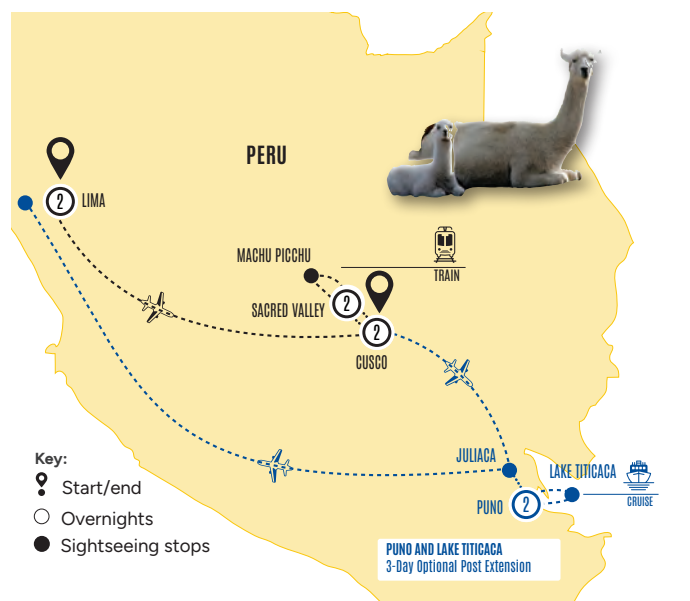 PERU
2
LIMA
MACHU PICCHU
TRAIN
SACRED VALLEY
2
2
CUSCO
JULIACA
LAKE TITICACA
CRUISE
PUNO
2
Key:
Start/end
Overnights
Sightseeing stops
PUNO AND LAKE TITICACA
3-Day Optional Post Extension